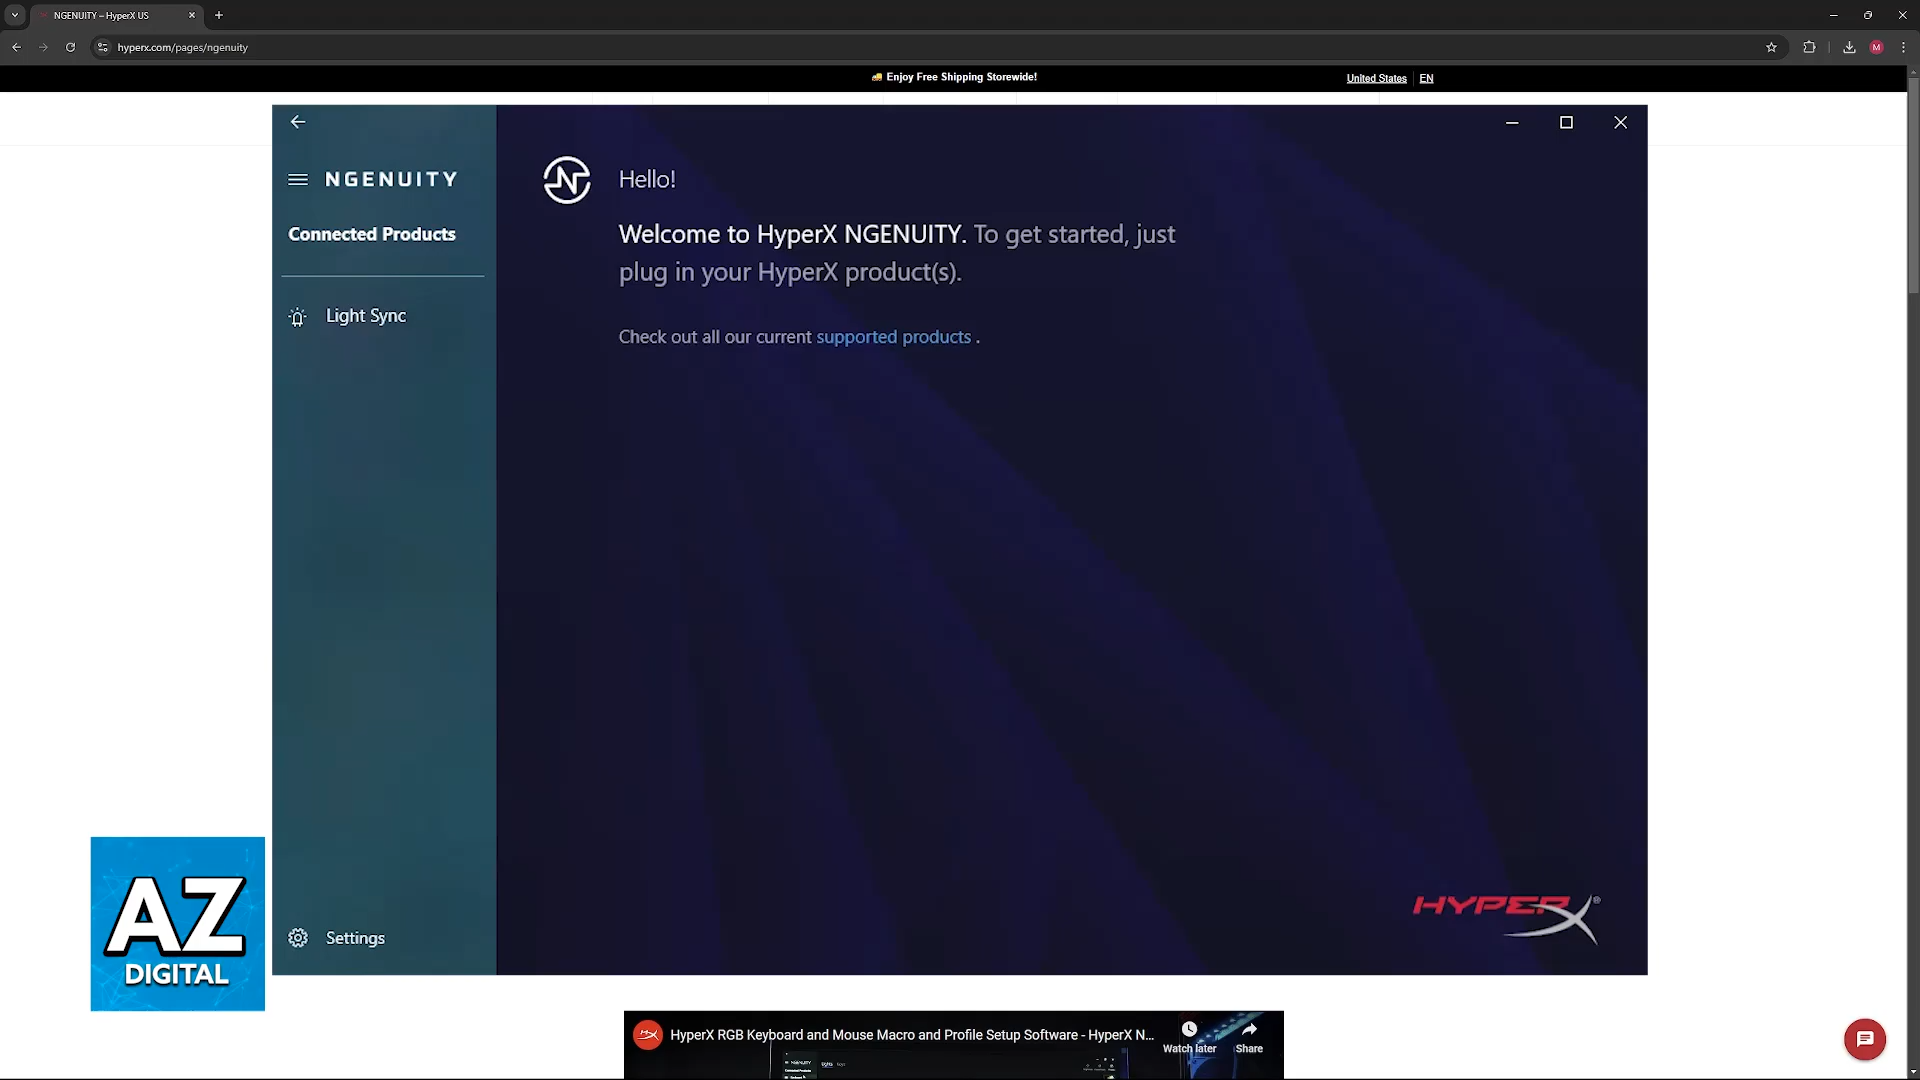 NGENUITY – HyperX US
hyperx.com/pages/ngenuity
M
Enjoy Free Shipping Storewide!
United States
EN
NGENUITY
Connected Products
Light Sync
Settings
Hello!
Welcome to HyperX NGENUITY. To get started, just
plug in your HyperX product(s).
Check out all our current supported products .
HYPERX®
AZ
DIGITAL
HyperX RGB Keyboard and Mouse Macro and Profile Setup Software - HyperX N...
Watch later
Share